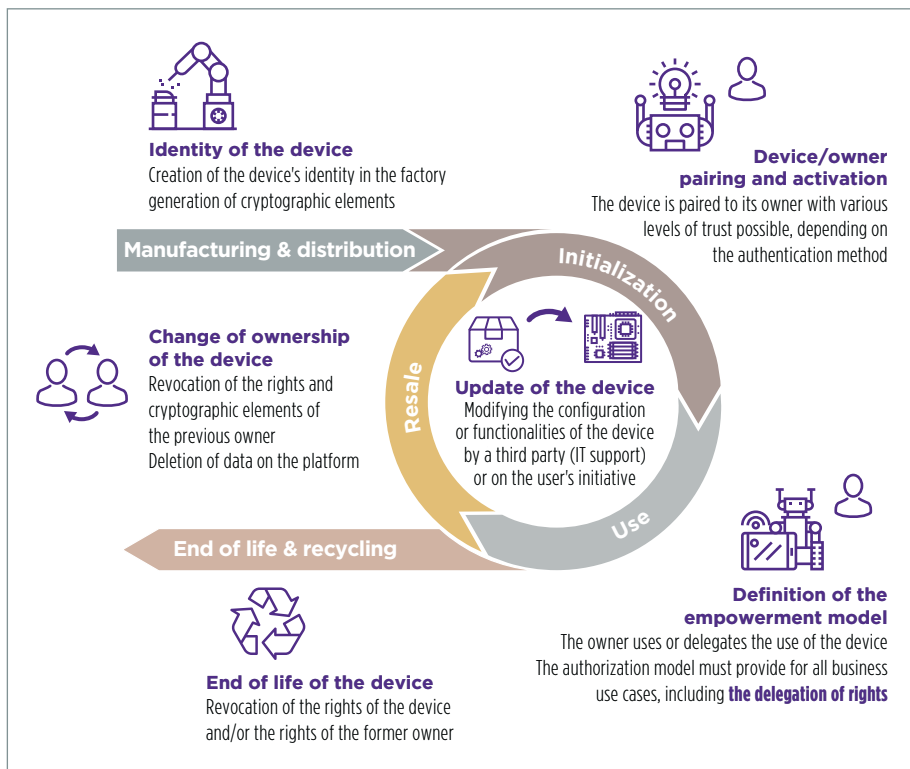 Identity of the device
Creation of the device's identity in the factory
generation of cryptographic elements
Device/owner
pairing and activation
The device is paired to its owner with various
levels of trust possible, depending on
the authentication method
Manufacturing & distribution
Initialization
Change of ownership
of the device
Revocation of the rights and
cryptographic elements of
the previous owner
Deletion of data on the platform
Resale
Update of the device
Modifying the configuration
or functionalities of the device
by a third party (IT support)
or on the user's initiative
Use
End of life & recycling
Definition of the
empowerment model
The owner uses or delegates the use of the device
The authorization model must provide for all business
use cases, including the delegation of rights
End of life of the device
Revocation of the rights of the device
and/or the rights of the former owner